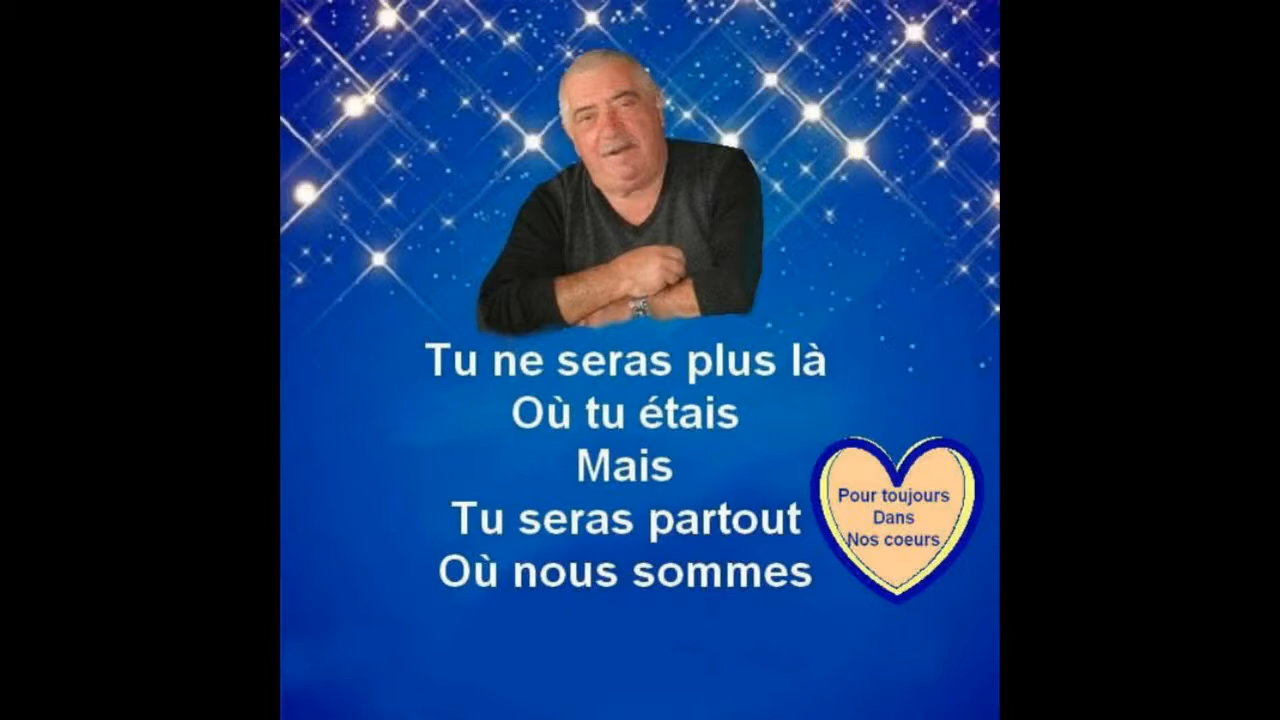 Tu ne seras plus là
Où tu étais
Mais
Tu seras partout
Où nous sommes
Pour toujours
Dans
Nos coeurs